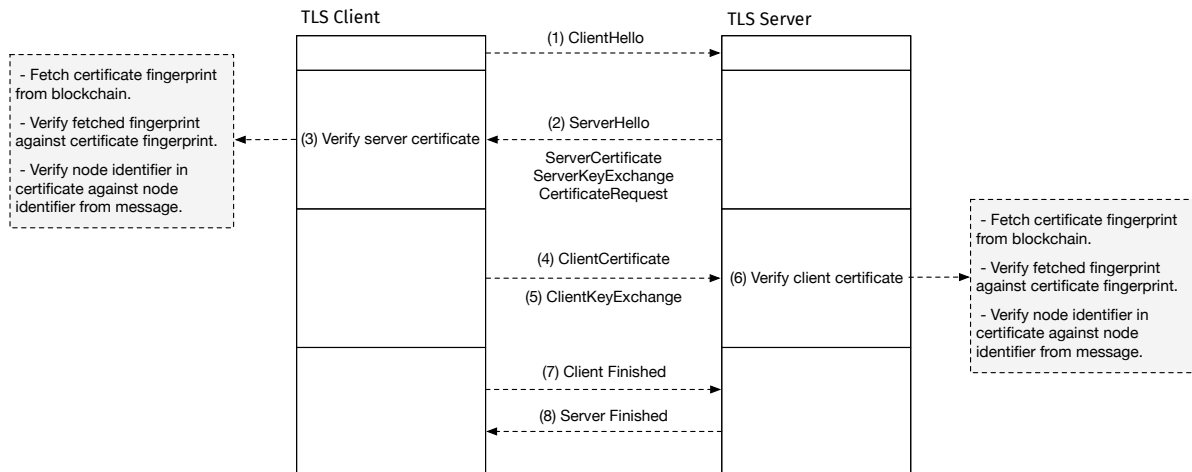 TLS Client
TLS Server
(1) ClientHello
- Fetch certificate fingerprint
from blockchain.
- Verify fetched fingerprint
against certificate fingerprint.
- Verify node identifier in
certificate against node
identifier from message.
(3) Verify server certificate
(2) ServerHello
ServerCertificate
ServerKeyExchange
CertificateRequest
(4) ClientCertificate
(5) ClientKeyExchange
(6) Verify client certificate
- Fetch certificate fingerprint
from blockchain.
- Verify fetched fingerprint
against certificate fingerprint.
- Verify node identifier in
certificate against node
identifier from message.
(7) Client Finished
(8) Server Finished